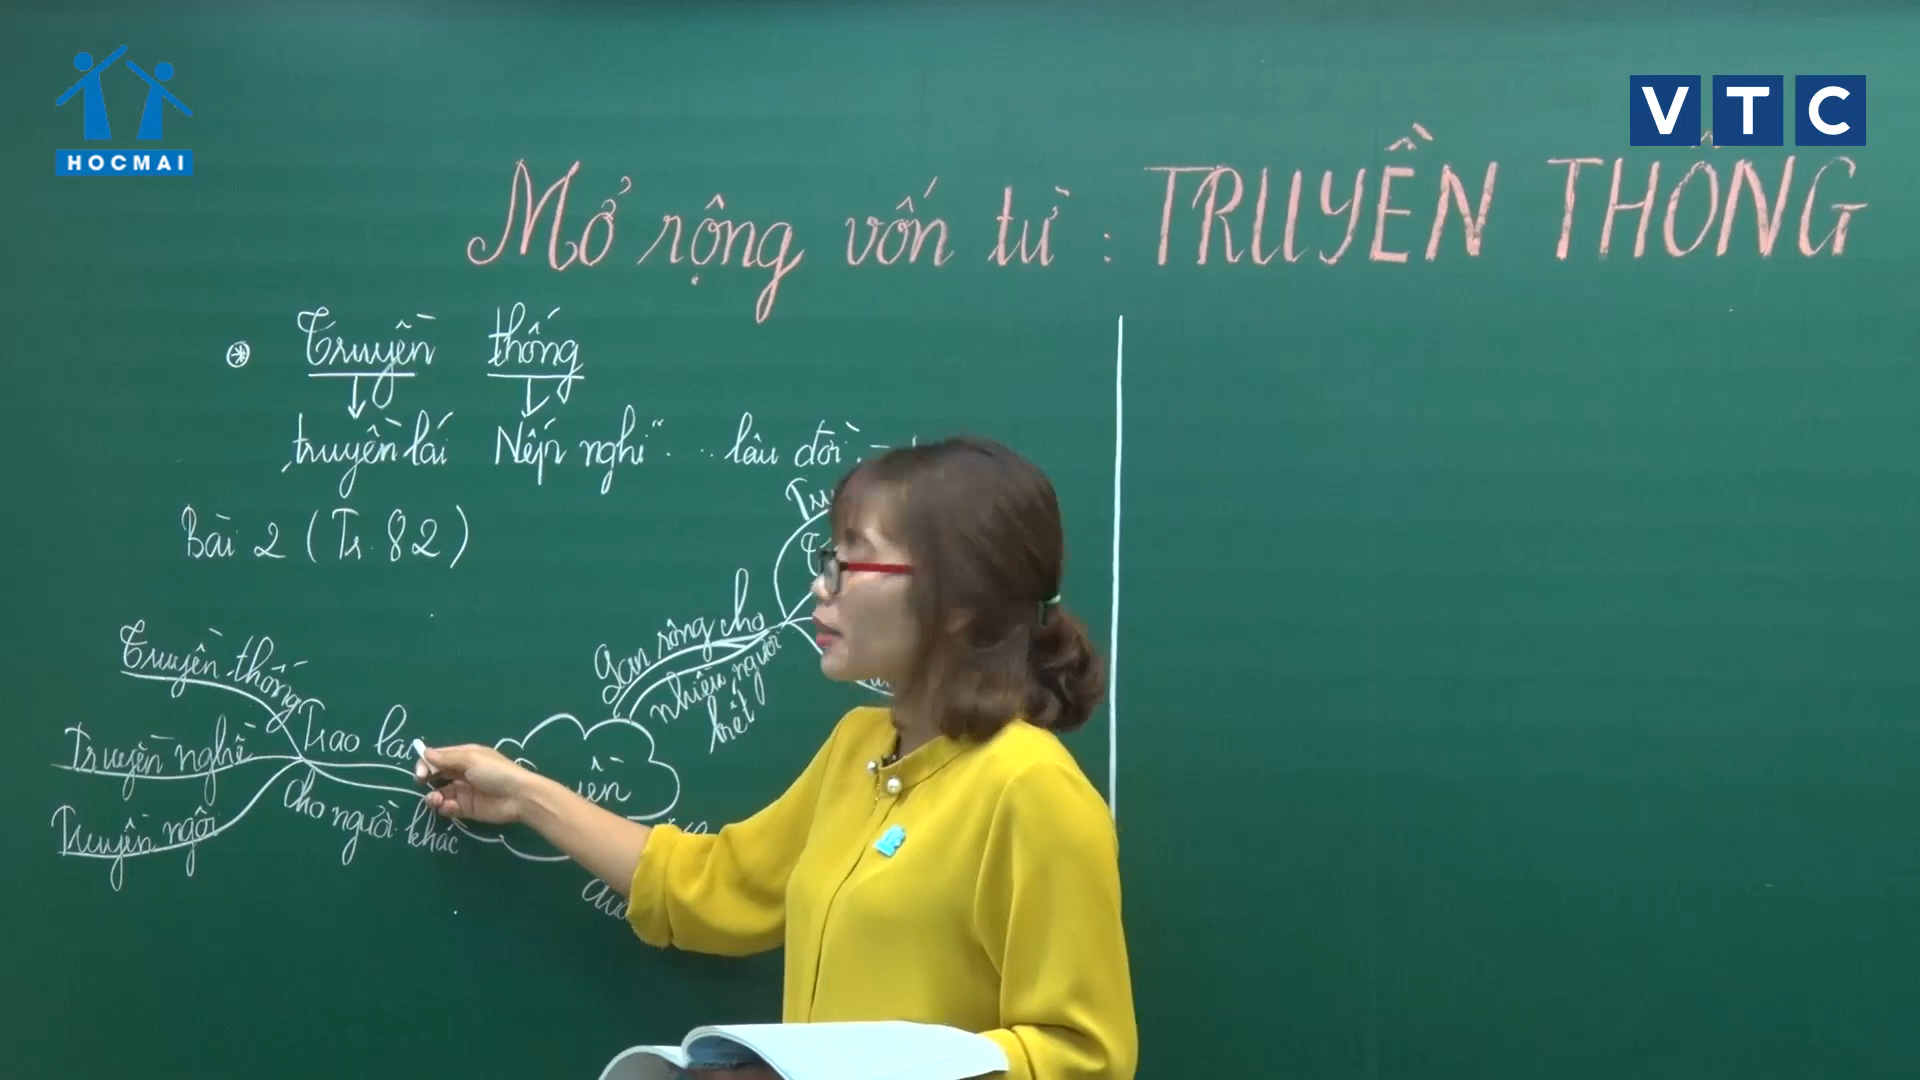 HOCMAI
VTC
Mở rộng vốn từ : TRUYỀN THỐNG
Truyền thống
truyền lại Nếp nghĩ ... lâu đời
Bài 2 (Tr. 82)
Gan rộng cho
nhiều người
biết
Truyền thống
Truyền nghề
Truyền ngôi
Trao lại
cho người khác